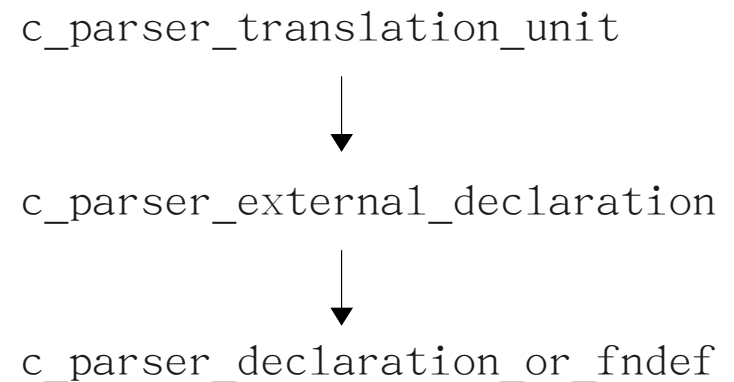 c_parser_translation_unit
c_parser_external_declaration
c_parser_declaration_or_fndef